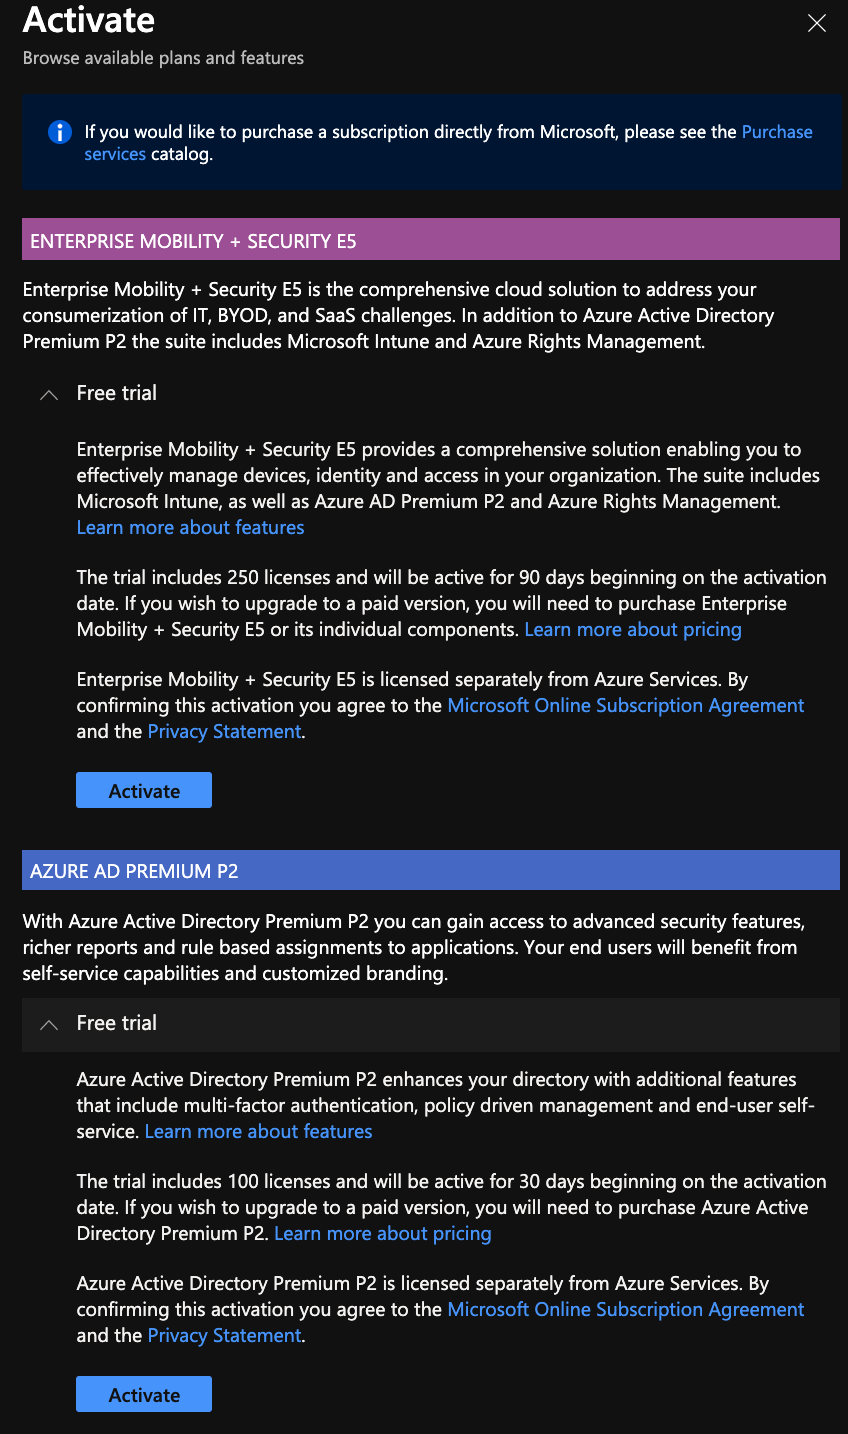 Activate
Browse available plans and features
If you would like to purchase a subscription directly from Microsoft, please see the Purchase
services catalog.
ENTERPRISE MOBILITY + SECURITY E5
Enterprise Mobility + Security E5 is the comprehensive cloud solution to address your
consumerization of IT, BYOD, and SaaS challenges. In addition to Azure Active Directory
Premium P2 the suite includes Microsoft Intune and Azure Rights Management.
Free trial
Enterprise Mobility + Security E5 provides a comprehensive solution enabling you to
effectively manage devices, identity and access in your organization. The suite includes
Microsoft Intune, as well as Azure AD Premium P2 and Azure Rights Management.
Learn more about features
The trial includes 250 licenses and will be active for 90 days beginning on the activation
date. If you wish to upgrade to a paid version, you will need to purchase Enterprise
Mobility + Security E5 or its individual components. Learn more about pricing
Enterprise Mobility + Security E5 is licensed separately from Azure Services. By
confirming this activation you agree to the Microsoft Online Subscription Agreement
and the Privacy Statement.
Activate
AZURE AD PREMIUM P2
With Azure Active Directory Premium P2 you can gain access to advanced security features,
richer reports and rule based assignments to applications. Your end users will benefit from
self-service capabilities and customized branding.
Free trial
Azure Active Directory Premium P2 enhances your directory with additional features
that include multi-factor authentication, policy driven management and end-user self-
service. Learn more about features
The trial includes 100 licenses and will be active for 30 days beginning on the activation
date. If you wish to upgrade to a paid version, you will need to purchase Azure Active
Directory Premium P2. Learn more about pricing
Azure Active Directory Premium P2 is licensed separately from Azure Services. By
confirming this activation you agree to the Microsoft Online Subscription Agreement
and the Privacy Statement.
Activate